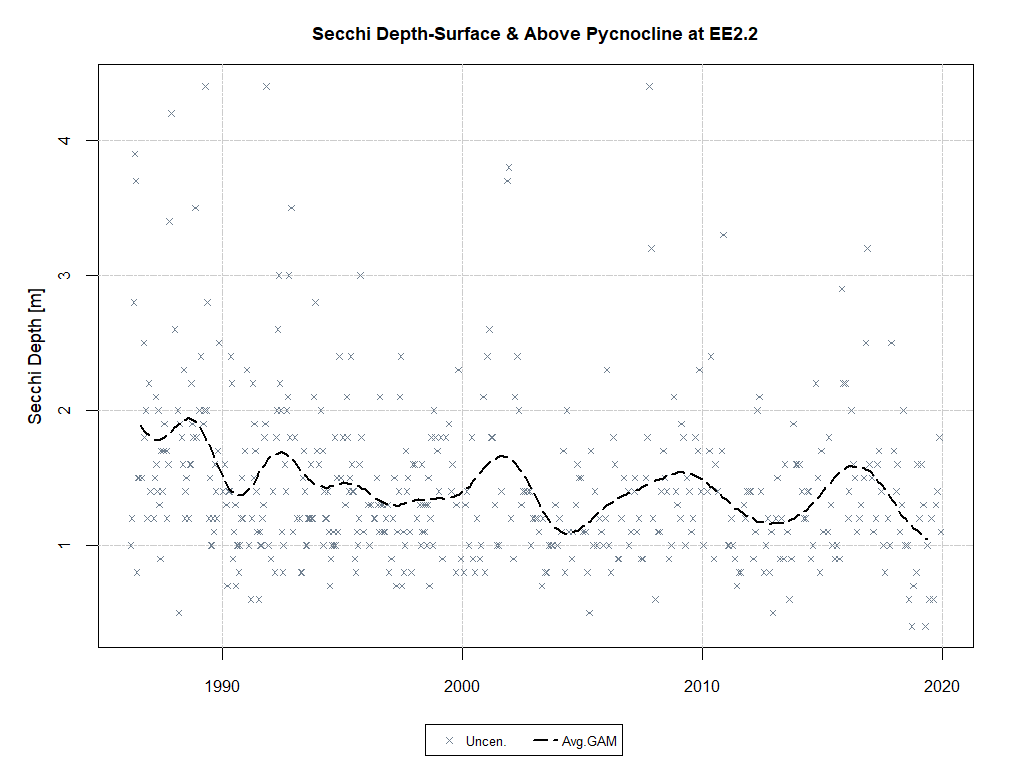 Secchi Depth-Surface & Above Pycnocline at EE2.2
Secchi Depth [m]
4
3
2
1
1990 2000 2010 2020
Uncen. Avg.GAM